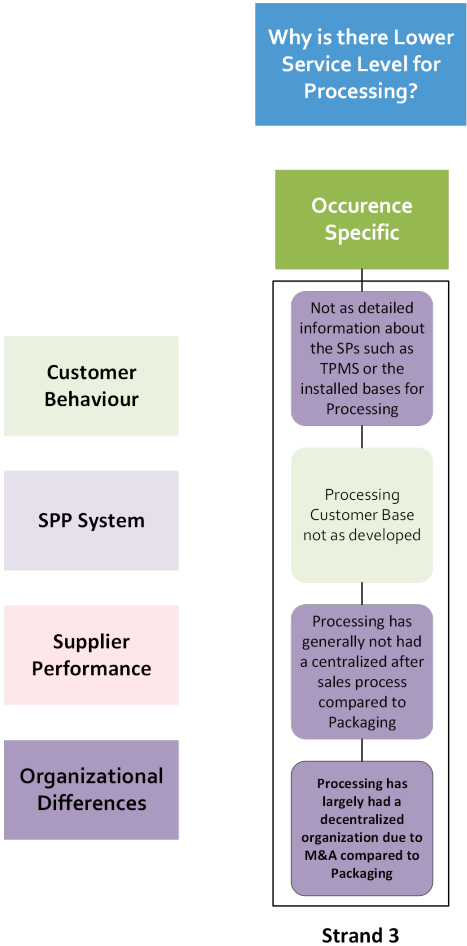 Why is there Lower
Service Level for
Processing?
Occurence
Specific
Not as detailed
information about
the SPs such as
TPMS or the
installed bases for
Processing
Customer
Behaviour
Processing
Customer Base
not as developed
SPP System
Processing has
generally not had
a centralized after
sales process
compared to
Packaging
Supplier
Performance
Organizational
Differences
Processing has
largely had a
decentralized
organization due to
M&A compared to
Packaging
Strand 3